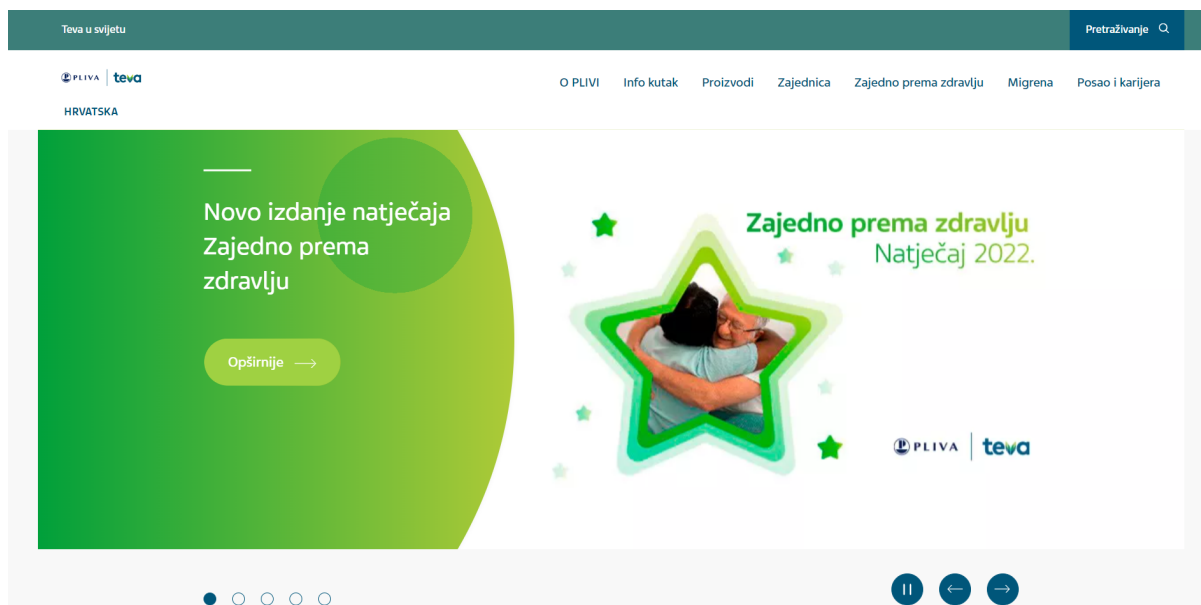 Teva u svijetu
Pretraživanje
PLIVA teva
HRVATSKA
O PLIVI Info kutak Proizvodi Zajednica Zajedno prema zdravlju Migrena Posao i karijera
Novo izdanje natječaja
Zajedno prema
zdravlju
Opširnije
Zajedno prema zdravlju
Natječaj 2022.
PLIVA teva